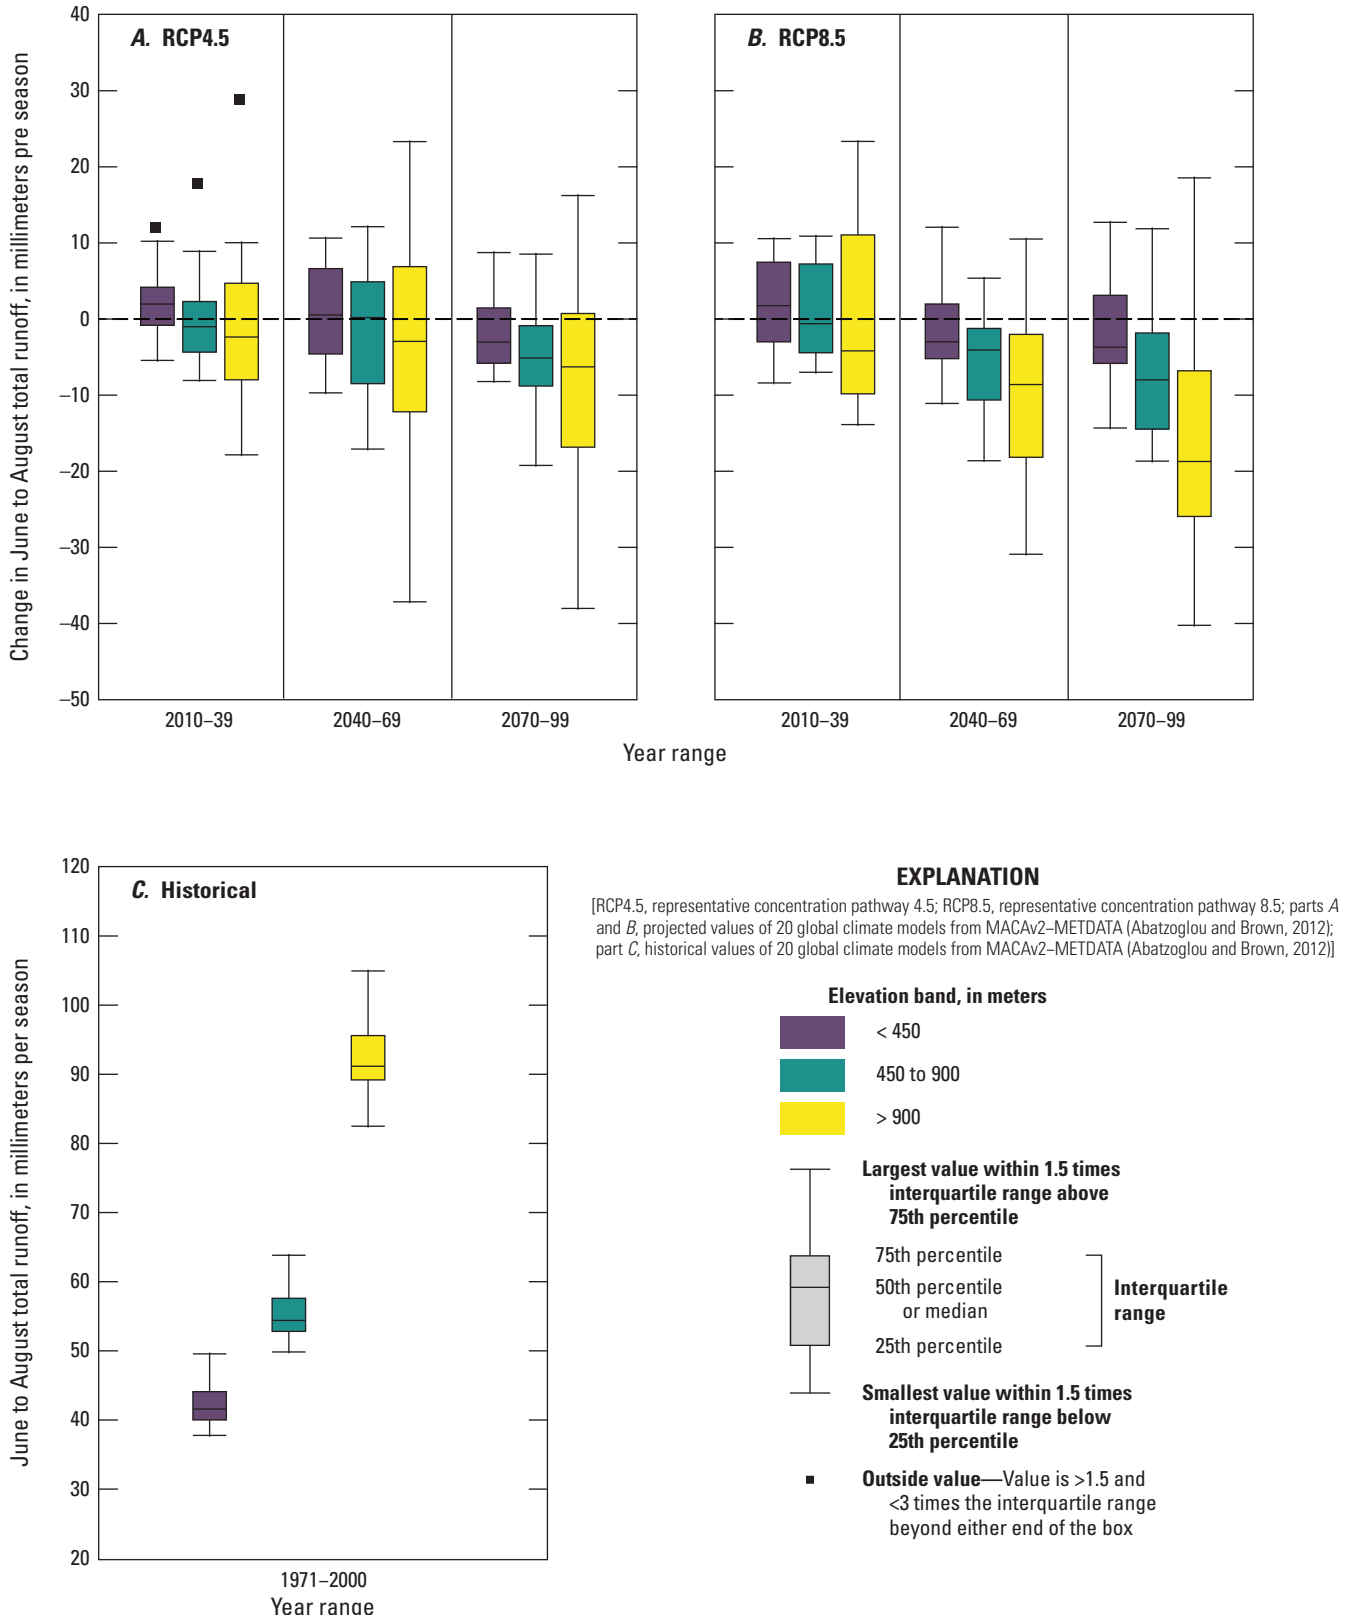 Change in June to August total runoff, in millimeters pre season
40
30
20
10
0
–10
–20
–30
–40
–50
A. RCP4.5
B. RCP8.5
2010–39
2040–69
2070–99
2010–39
2040–69
2070–99
Year range
June to August total runoff, in millimeters per season
120
110
100
90
80
70
60
50
40
30
20
C. Historical
1971–2000
Year range
EXPLANATION
[RCP4.5, representative concentration pathway 4.5; RCP8.5, representative concentration pathway 8.5; parts A
and B, projected values of 20 global climate models from MACAv2–METDATA (Abatzoglou and Brown, 2012);
part C, historical values of 20 global climate models from MACAv2–METDATA (Abatzoglou and Brown, 2012)]
Elevation band, in meters
< 450
450 to 900
> 900
Largest value within 1.5 times
interquartile range above
75th percentile
75th percentile
50th percentile
or median
25th percentile
Interquartile
range
Smallest value within 1.5 times
interquartile range below
25th percentile
Outside value—Value is >1.5 and
<3 times the interquartile range
beyond either end of the box